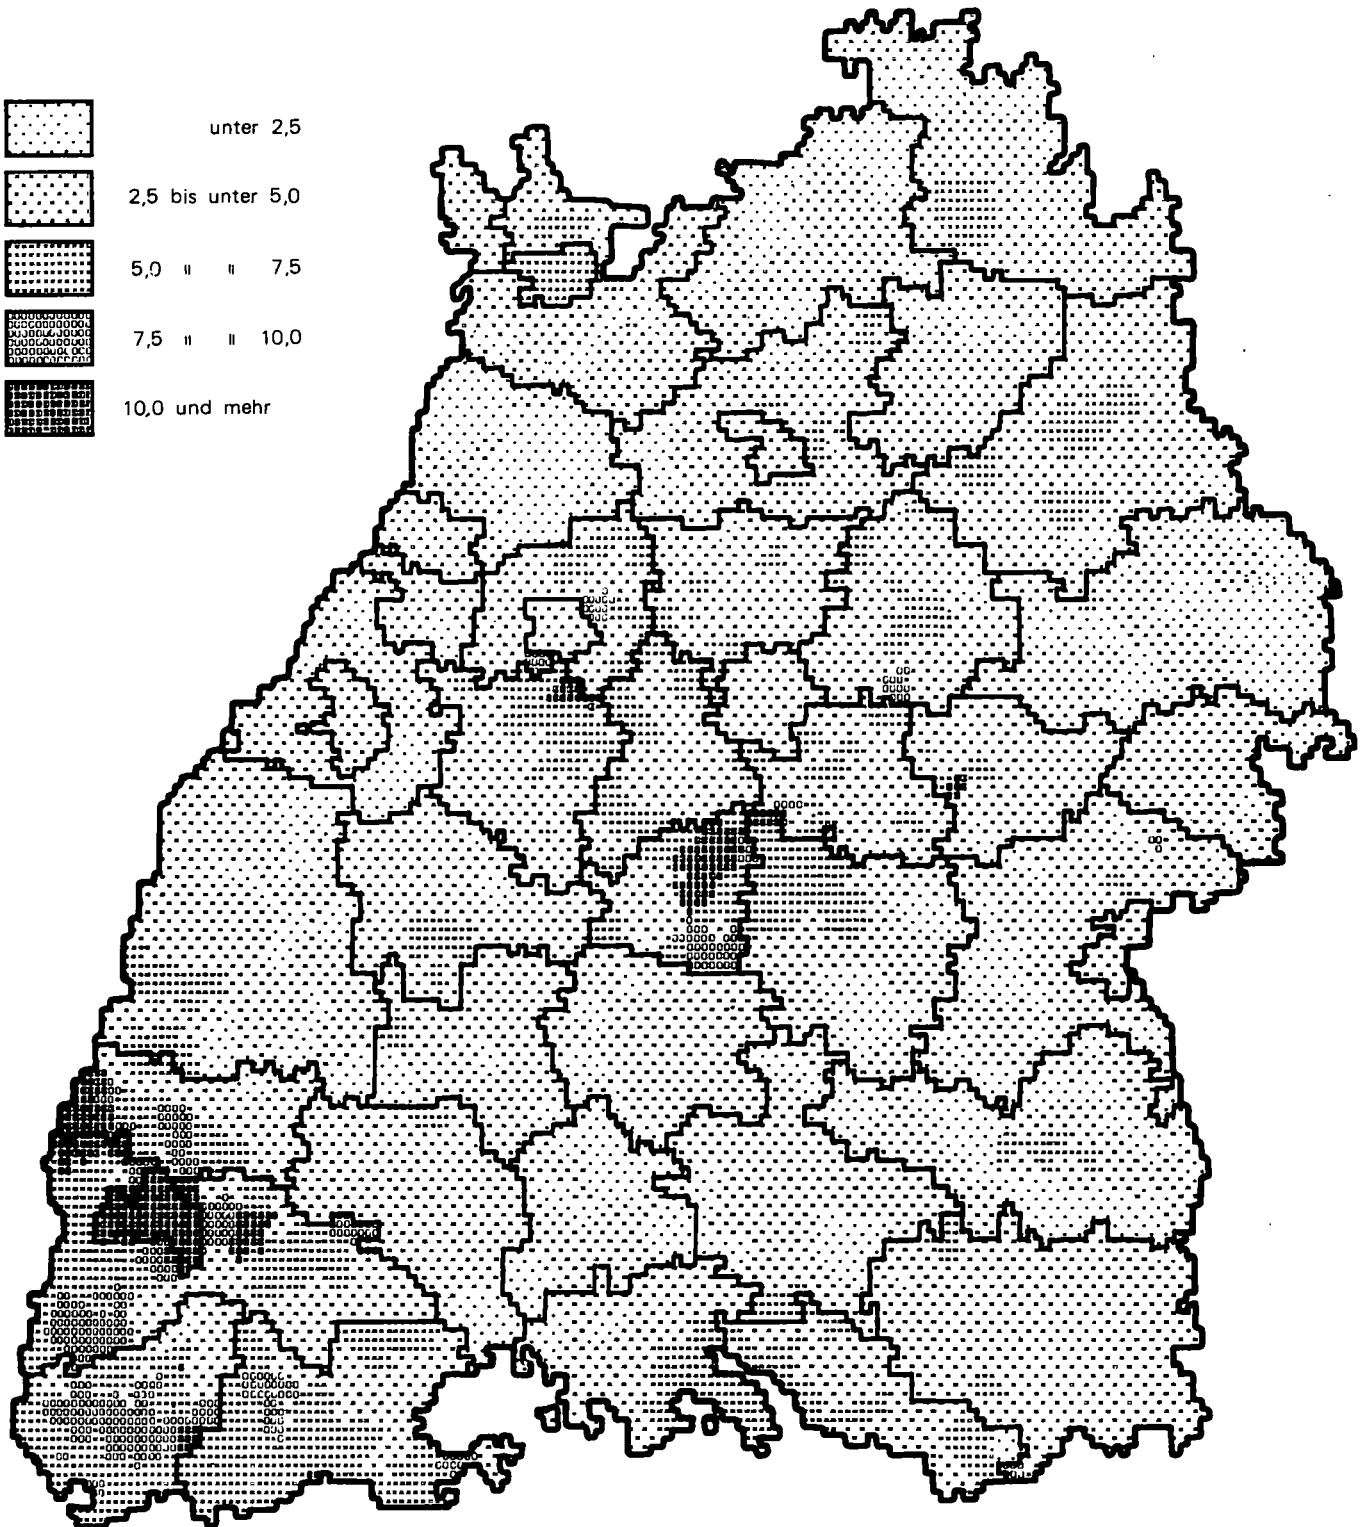 unter 2,5
2,5 bis unter 5,0
5,0 " " 7,5
7,5 " " 10,0
10,0 und mehr